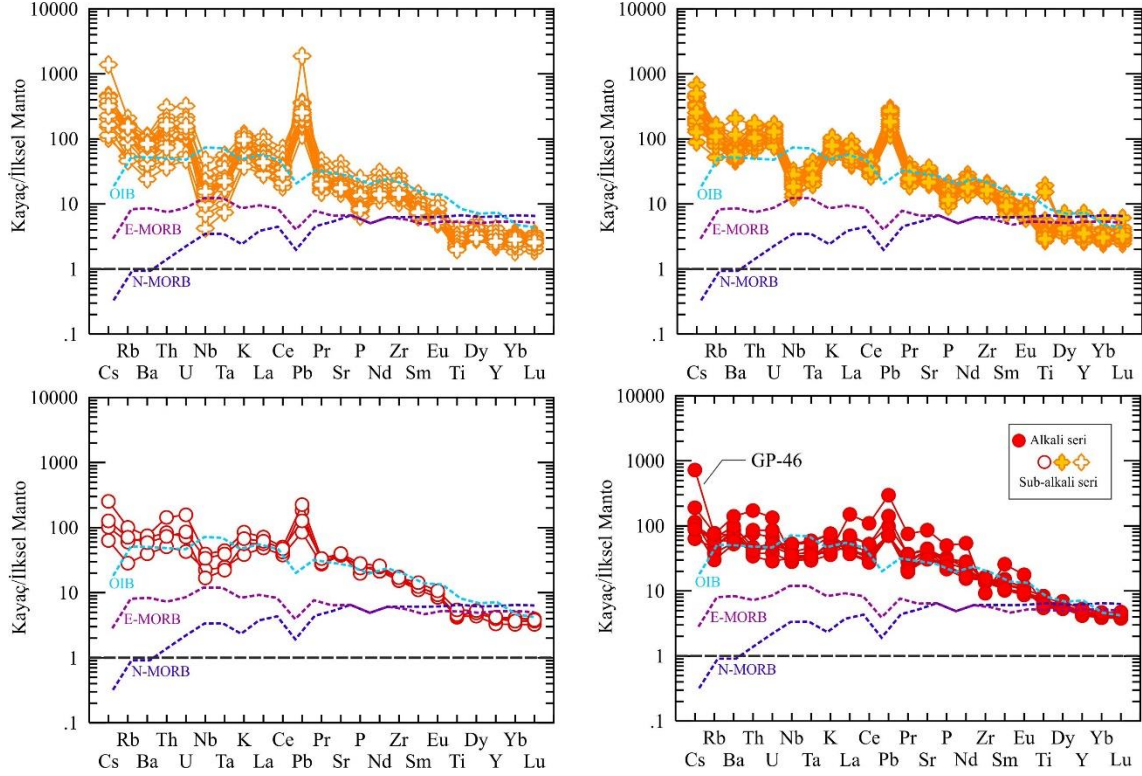 10000
1000
100
10
1
.1
Kayaç/İlksel Manto
OIB
E-MORB
N-MORB
Rb Th Nb K Ce Pr P Zr Eu Dy Yb
Cs Ba U Ta La Pb Sr Nd Sm Ti Y Lu
10000
1000
100
10
1
.1
Kayaç/İlksel Manto
OIB
E-MORB
N-MORB
Rb Th Nb K Ce Pr P Zr Eu Dy Yb
Cs Ba U Ta La Pb Sr Nd Sm Ti Y Lu
10000
1000
100
10
1
.1
Kayaç/İlksel Manto
OIB
E-MORB
N-MORB
Rb Th Nb K Ce Pr P Zr Eu Dy Yb
Cs Ba U Ta La Pb Sr Nd Sm Ti Y Lu
10000
1000
100
10
1
.1
Kayaç/İlksel Manto
GP-46
Alkali seri
Sub-alkali seri
OIB
E-MORB
N-MORB
Rb Th Nb K Ce Pr P Zr Eu Dy Yb
Cs Ba U Ta La Pb Sr Nd Sm Ti Y Lu